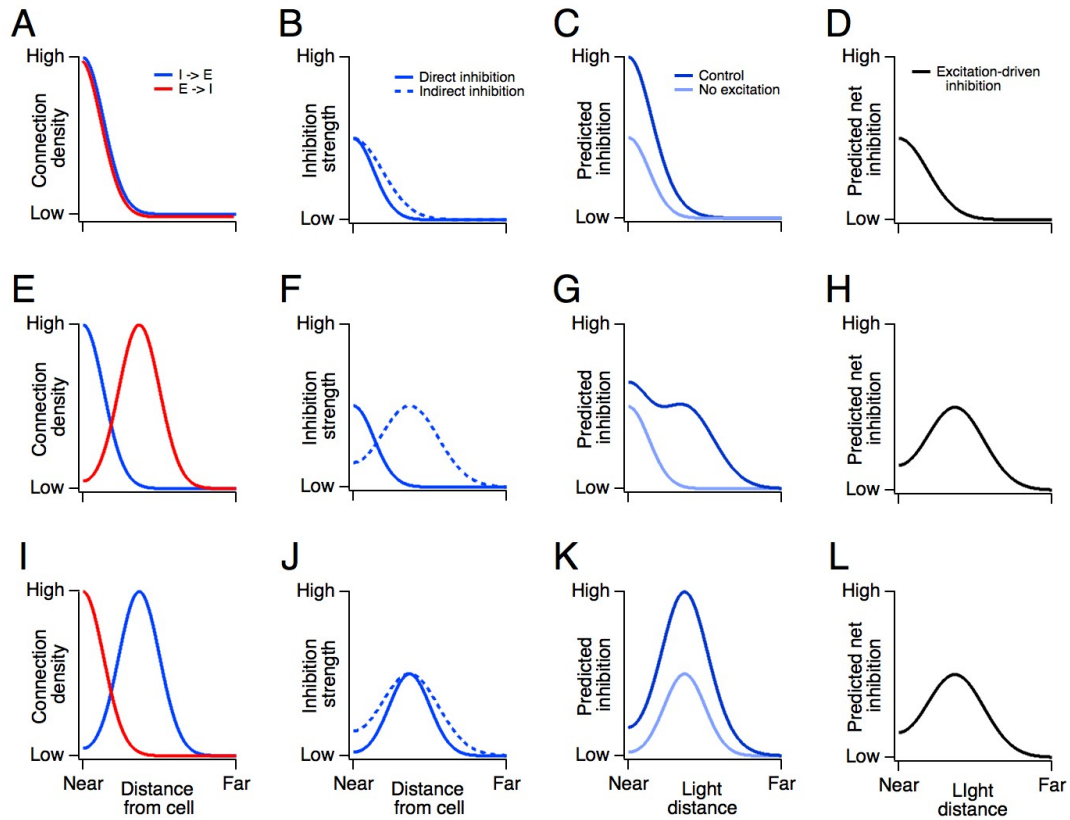 A
B
C
D
High
Low
Connection
density
I -> E
E -> I
Inhibition
strength
High
Low
Direct inhibition
Indirect inhibition
Predicted
inhibition
High
Low
Control
No excitation
Predicted net
inhibition
High
Low
Excitation-driven
inhibition
E
F
G
H
High
Low
Connection
density
High
Low
Inhibition
strength
High
Low
Predicted
inhibition
High
Low
Predicted net
inhibition
I
J
K
L
High
Low
Connection
density
Near
Far
Distance
from cell
High
Low
Inhibition
strength
Near
Far
Distance
from cell
High
Low
Predicted
inhibition
Near
Far
Light
distance
High
Low
Predicted net
inhibition
Near
Far
LIght
distance